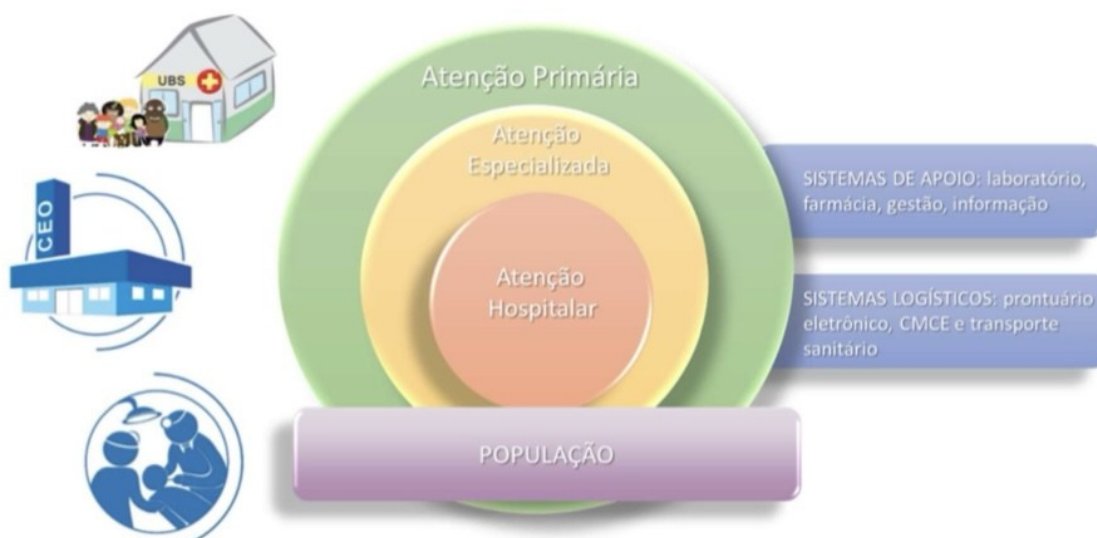 UBS
Atenção Primária
Atenção
Especializada
CEO
SISTEMAS DE APOIO: laboratório,
farmácia, gestão, informação
Atenção
Hospitalar
SISTEMAS LOGÍSTICOS: prontuário
eletrônico, CMCE e transporte
sanitário
POPULAÇÃO